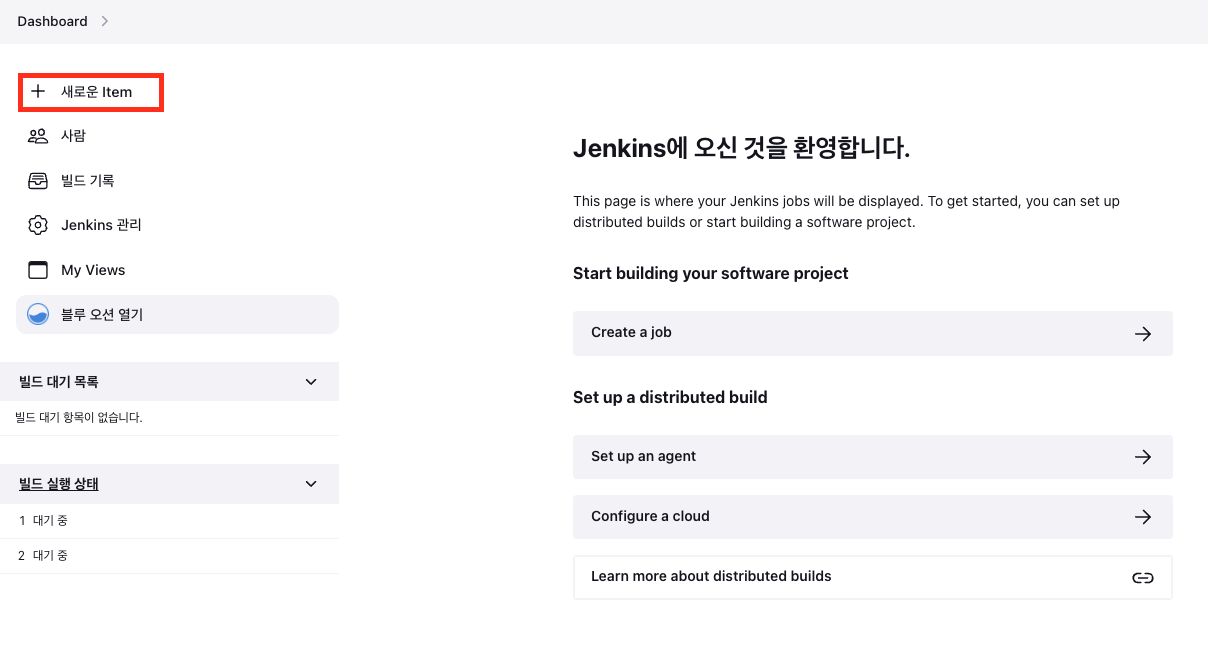 Dashboard
새로운 Item
사람
빌드 기록
Jenkins 관리
My Views
블루 오션 열기
빌드 대기 목록
빌드 대기 항목이 없습니다.
빌드 실행 상태
1 대기 중
2 대기 중
Jenkins에 오신 것을 환영합니다.
This page is where your Jenkins jobs will be displayed. To get started, you can set up
distributed builds or start building a software project.
Start building your software project
Create a job
Set up a distributed build
Set up an agent
Configure a cloud
Learn more about distributed builds